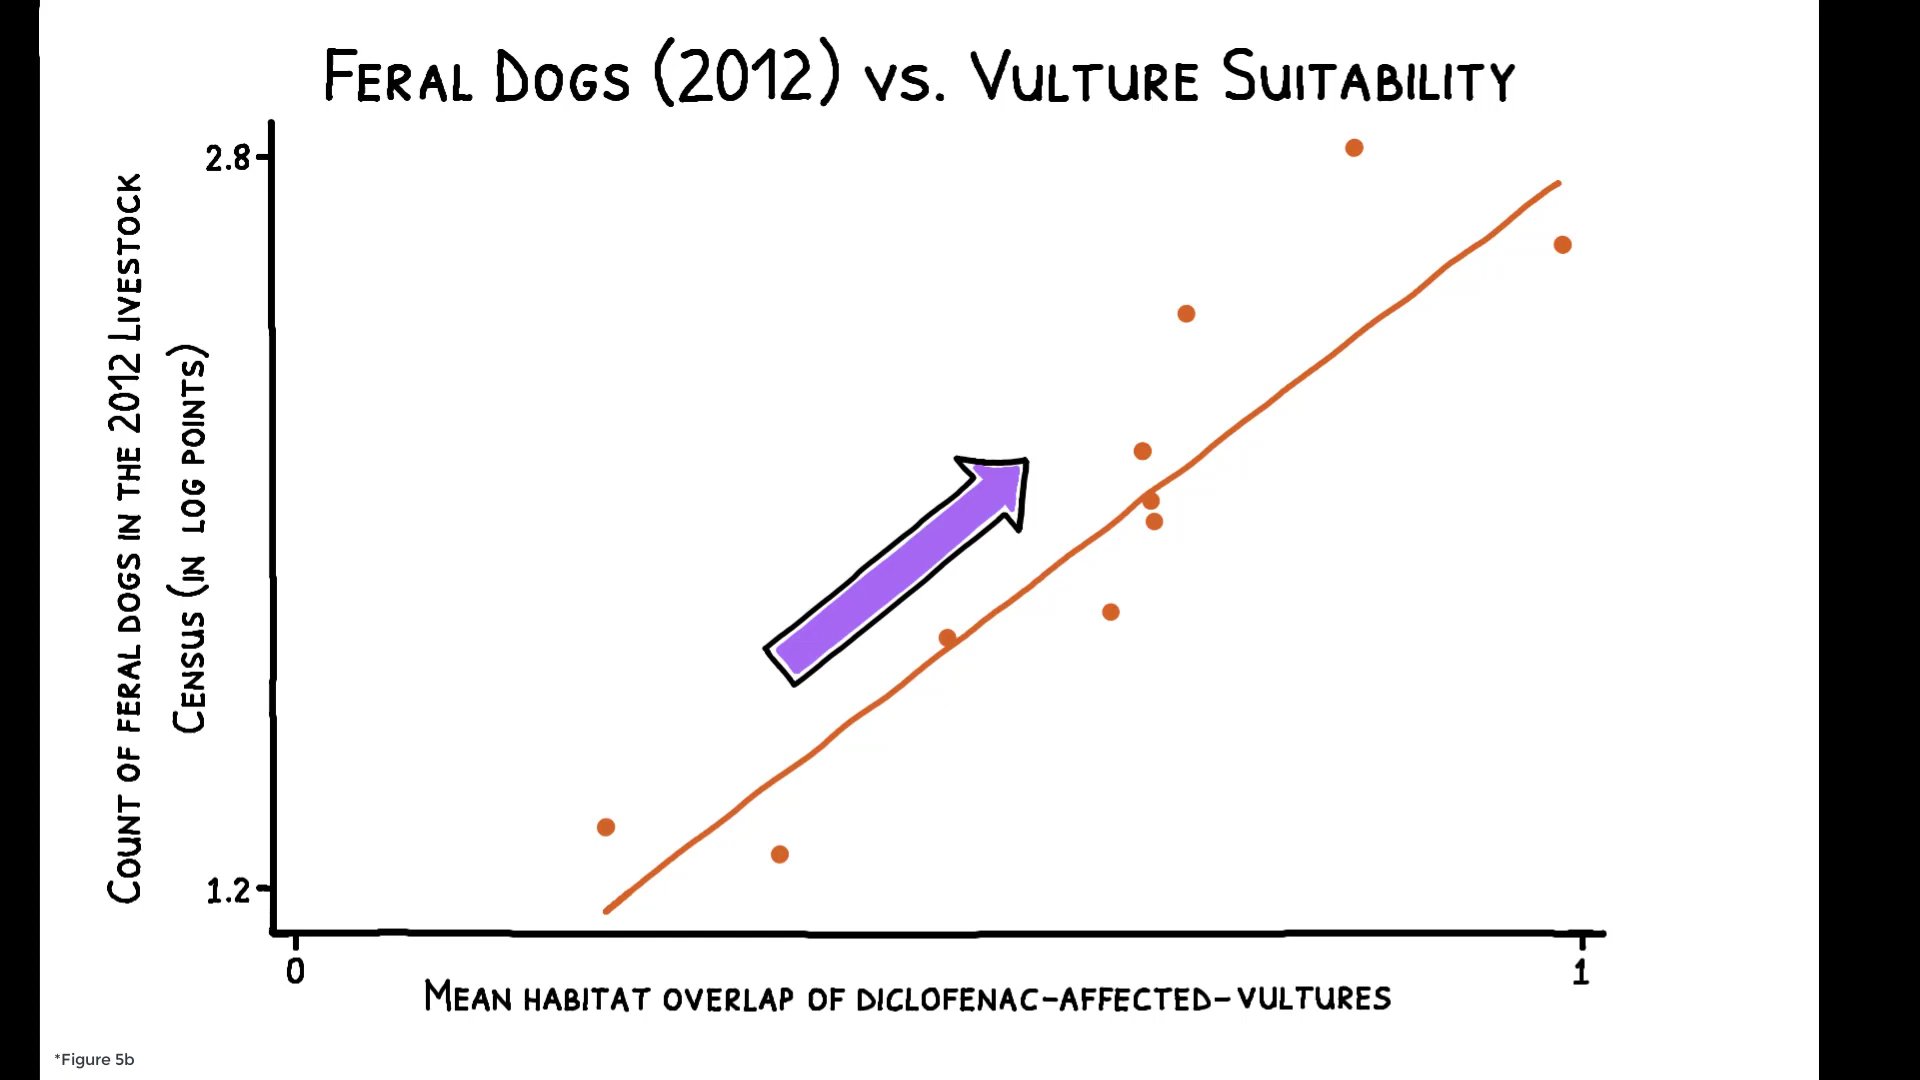 Feral Dogs (2012) vs. Vulture Suitability
2.8
Count of feral dogs in the 2012 Livestock
Census (in log points)
1.2
0
1
Mean habitat overlap of diclofenac-affected-vultures
*Figure 5b